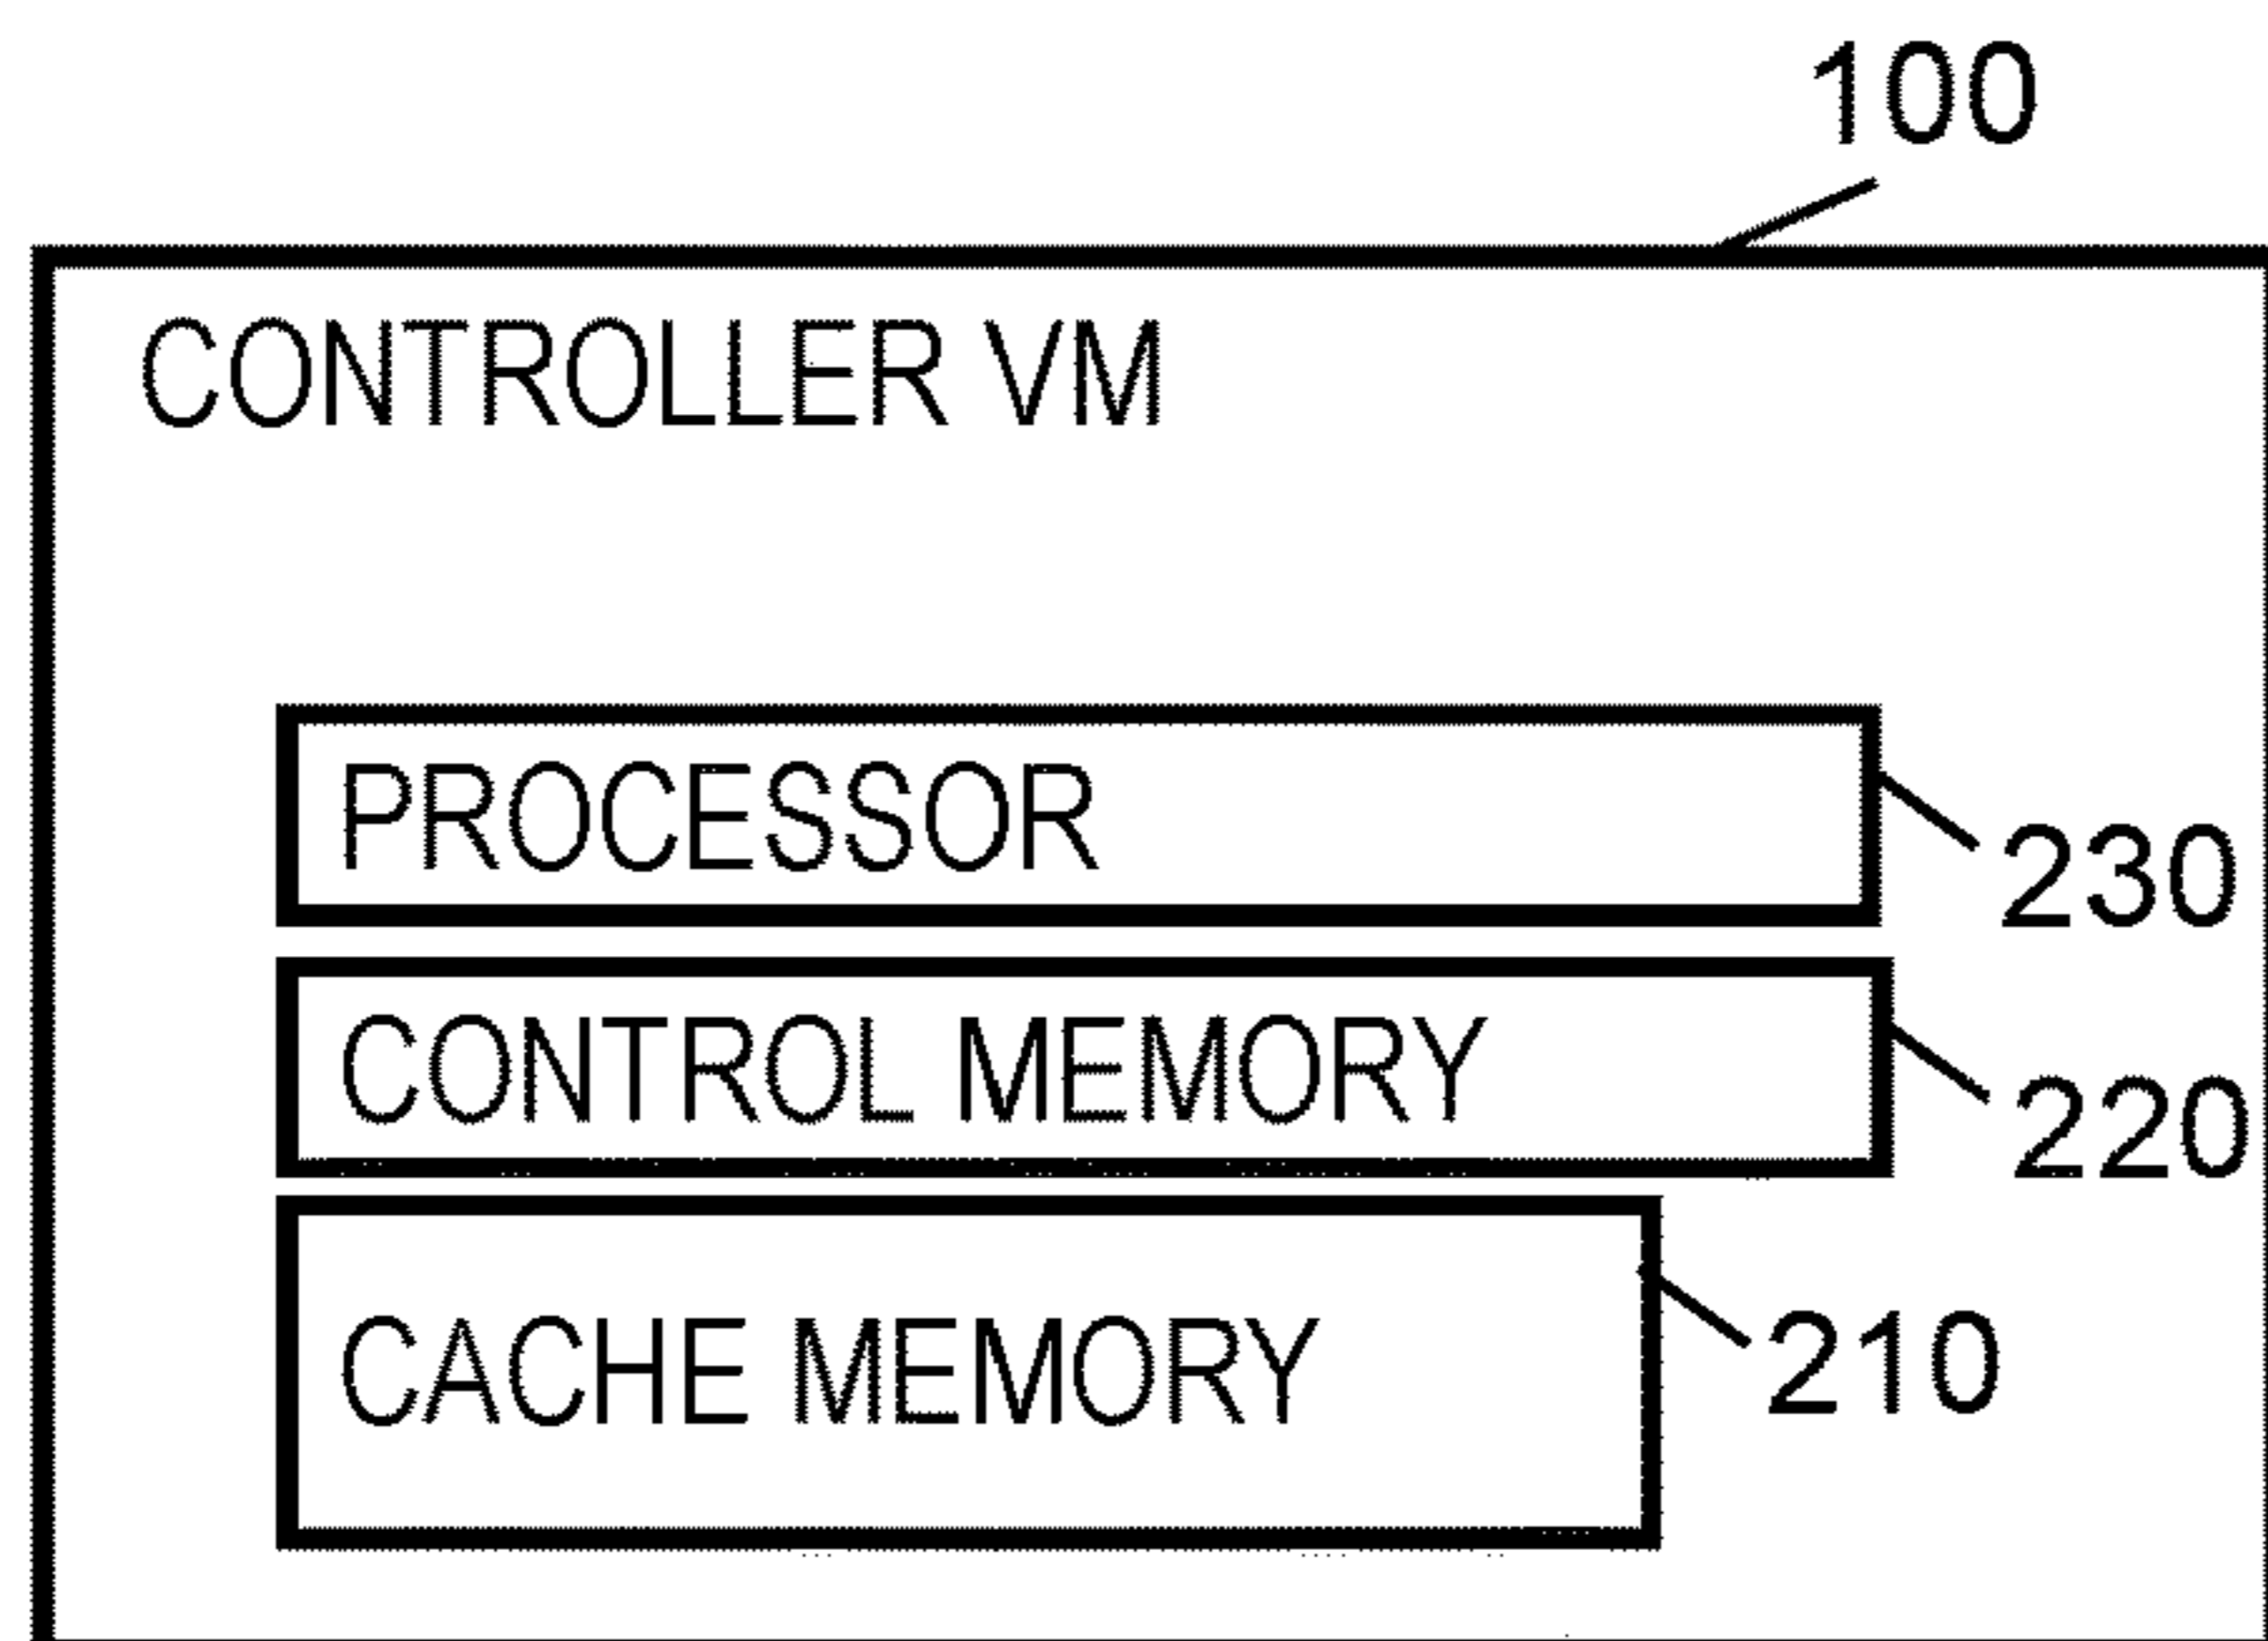 100
CONTROLLER VM
PROCESSOR
230
CONTROL MEMORY
220
CACHE MEMORY
210